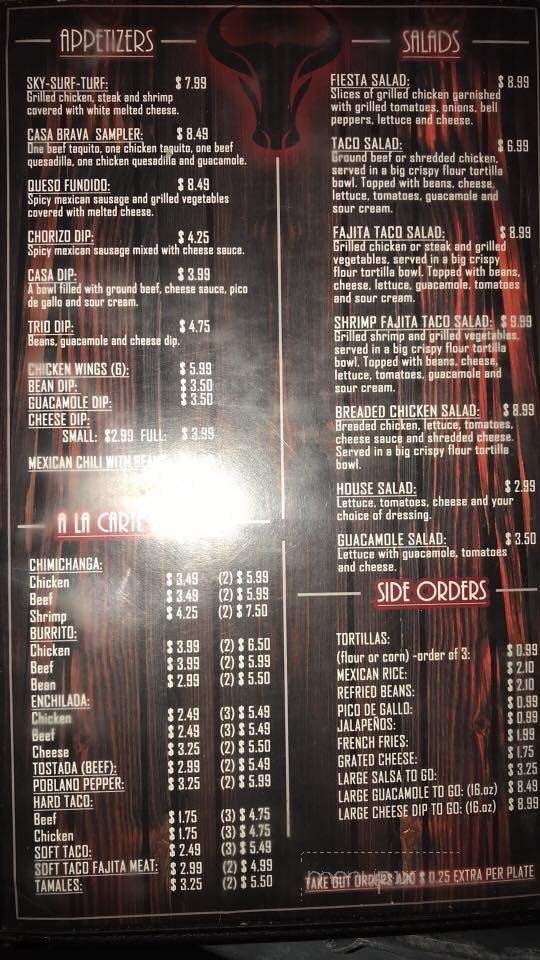 APPETIZERS
SKY-SURF-TURF: $ 7.99
Grilled chicken, steak and shrimp
covered with white melted cheese.
CASA BRAVA SAMPLER: $ 8.49
One beef taquito, one chicken taquito, one beef
quesadilla, one chicken quesadilla and guacamole.
QUESO FUNDIDO: $ 8.49
Spicy mexican sausage and grilled vegetables
covered with melted cheese.
CHORIZO DIP: $ 4.25
Spicy mexican sausage mixed with cheese sauce.
CASA DIP: $ 3.99
A bowl filled with ground beef, cheese sauce, pico
de gallo and sour cream.
TRIO DIP: $ 4.75
Beans, guacamole and cheese dip.
CHICKEN WINGS (6): $ 5.99
BEAN DIP: $ 3.50
GUACAMOLE DIP: $ 3.50
CHEESE DIP:
SMALL: $2.99 FULL: $ 3.99
MEXICAN CHILI WITH
A LA CARTE
CHIMICHANGA:
Chicken $ 3.49 (2) $ 5.99
Beef $ 3.49 (2) $ 5.99
Shrimp $ 4.25 (2) $ 7.50
BURRITO:
Chicken $ 3.99 (2) $ 6.50
Beef $ 3.99 (2) $ 5.99
Bean $ 2.99 (2) $ 5.50
ENCHILADA:
Chicken $ 2.49 (3) $ 5.49
Beef $ 2.49 (3) $ 5.49
Cheese $ 3.25 (2) $ 5.50
TOSTADA (BEEF): $ 2.99 (2) $ 5.49
POBLANO PEPPER: $ 3.25 (2) $ 5.99
HARD TACO:
Beef $ 1.75 (3) $ 4.75
Chicken $ 1.75 (3) $ 4.75
SOFT TACO: $ 2.49 (3) $ 5.49
SOFT TACO FAJITA MEAT: $ 2.99 (2) $ 4.99
TAMALES: $ 3.25 (2) $ 5.50
SALADS
FIESTA SALAD: $ 8.99
Slices of grilled chicken garnished
with grilled tomatoes, onions, bell
peppers, lettuce and cheese.
TACO SALAD: $ 6.99
Ground beef or shredded chicken,
served in a big crispy flour tortilla
bowl. Topped with beans, cheese,
lettuce, tomatoes, guacamole and
sour cream.
FAJITA TACO SALAD: $ 8.99
Grilled chicken or steak and grilled
vegetables, served in a big crispy
flour tortilla bowl. Topped with beans,
cheese, lettuce, guacamole, tomatoes
and sour cream.
SHRIMP FAJITA TACO SALAD: $ 9.99
Grilled shrimp and grilled vegetables,
served in a big crispy flour tortilla
bowl. Topped with beans, cheese,
lettuce, tomatoes, guacamole and
sour cream.
BREADED CHICKEN SALAD: $ 8.99
Breaded chicken, lettuce, tomatoes,
cheese sauce and shredded cheese.
Served in a big crispy flour tortilla
bowl.
HOUSE SALAD: $ 2.99
Lettuce, tomatoes, cheese and your
choice of dressing.
GUACAMOLE SALAD: $ 3.50
Lettuce with guacamole, tomatoes
and cheese.
SIDE ORDERS
TORTILLAS:
(flour or corn) -order of 3: $ 0.99
MEXICAN RICE: $ 2.10
REFRIED BEANS: $ 2.10
PICO DE GALLO: $ 0.99
JALAPEÑOS: $ 0.99
FRENCH FRIES: $ 1.99
GRATED CHEESE: $ 1.75
LARGE SALSA TO GO: $ 3.25
LARGE GUACAMOLE TO GO: (16.oz) $ 8.49
LARGE CHEESE DIP TO GO: (16.oz) $ 8.99
TAKE OUT ORDERS ADD $ 0.25 EXTRA PER PLATE